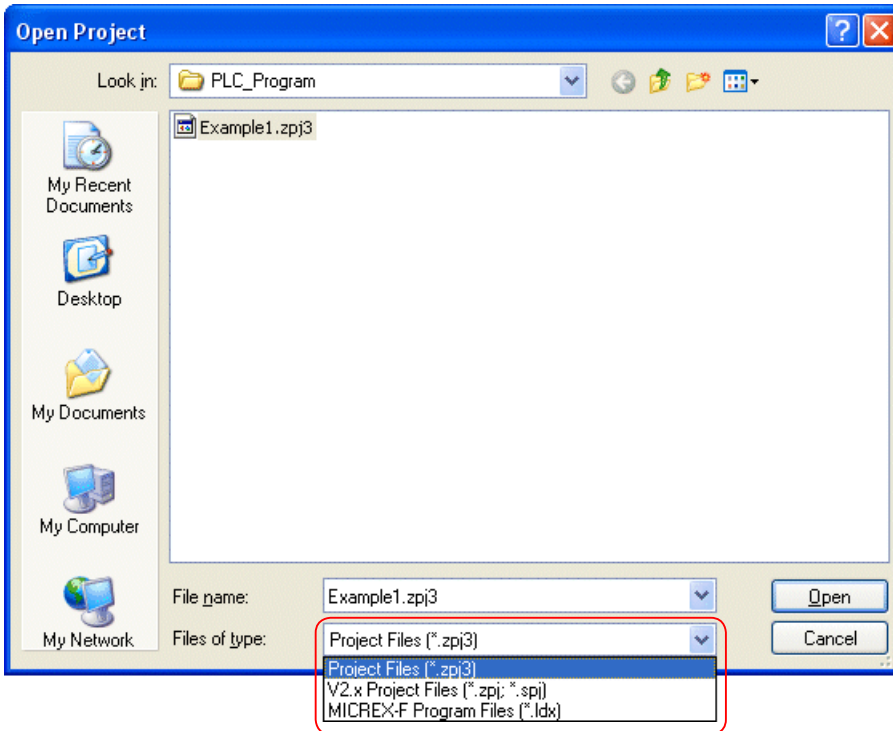 Open Project
Look in: PLC_Program
Example1.zpj3
My Recent
Documents
Desktop
My Documents
My Computer
My Network
File name: Example1.zpj3 Open
Files of type: Project Files (*.zpj3) Cancel
Project Files (*.zpj3)
V2.x Project Files (*.zpj; *.spj)
MICREX-F Program Files (*.ldx)